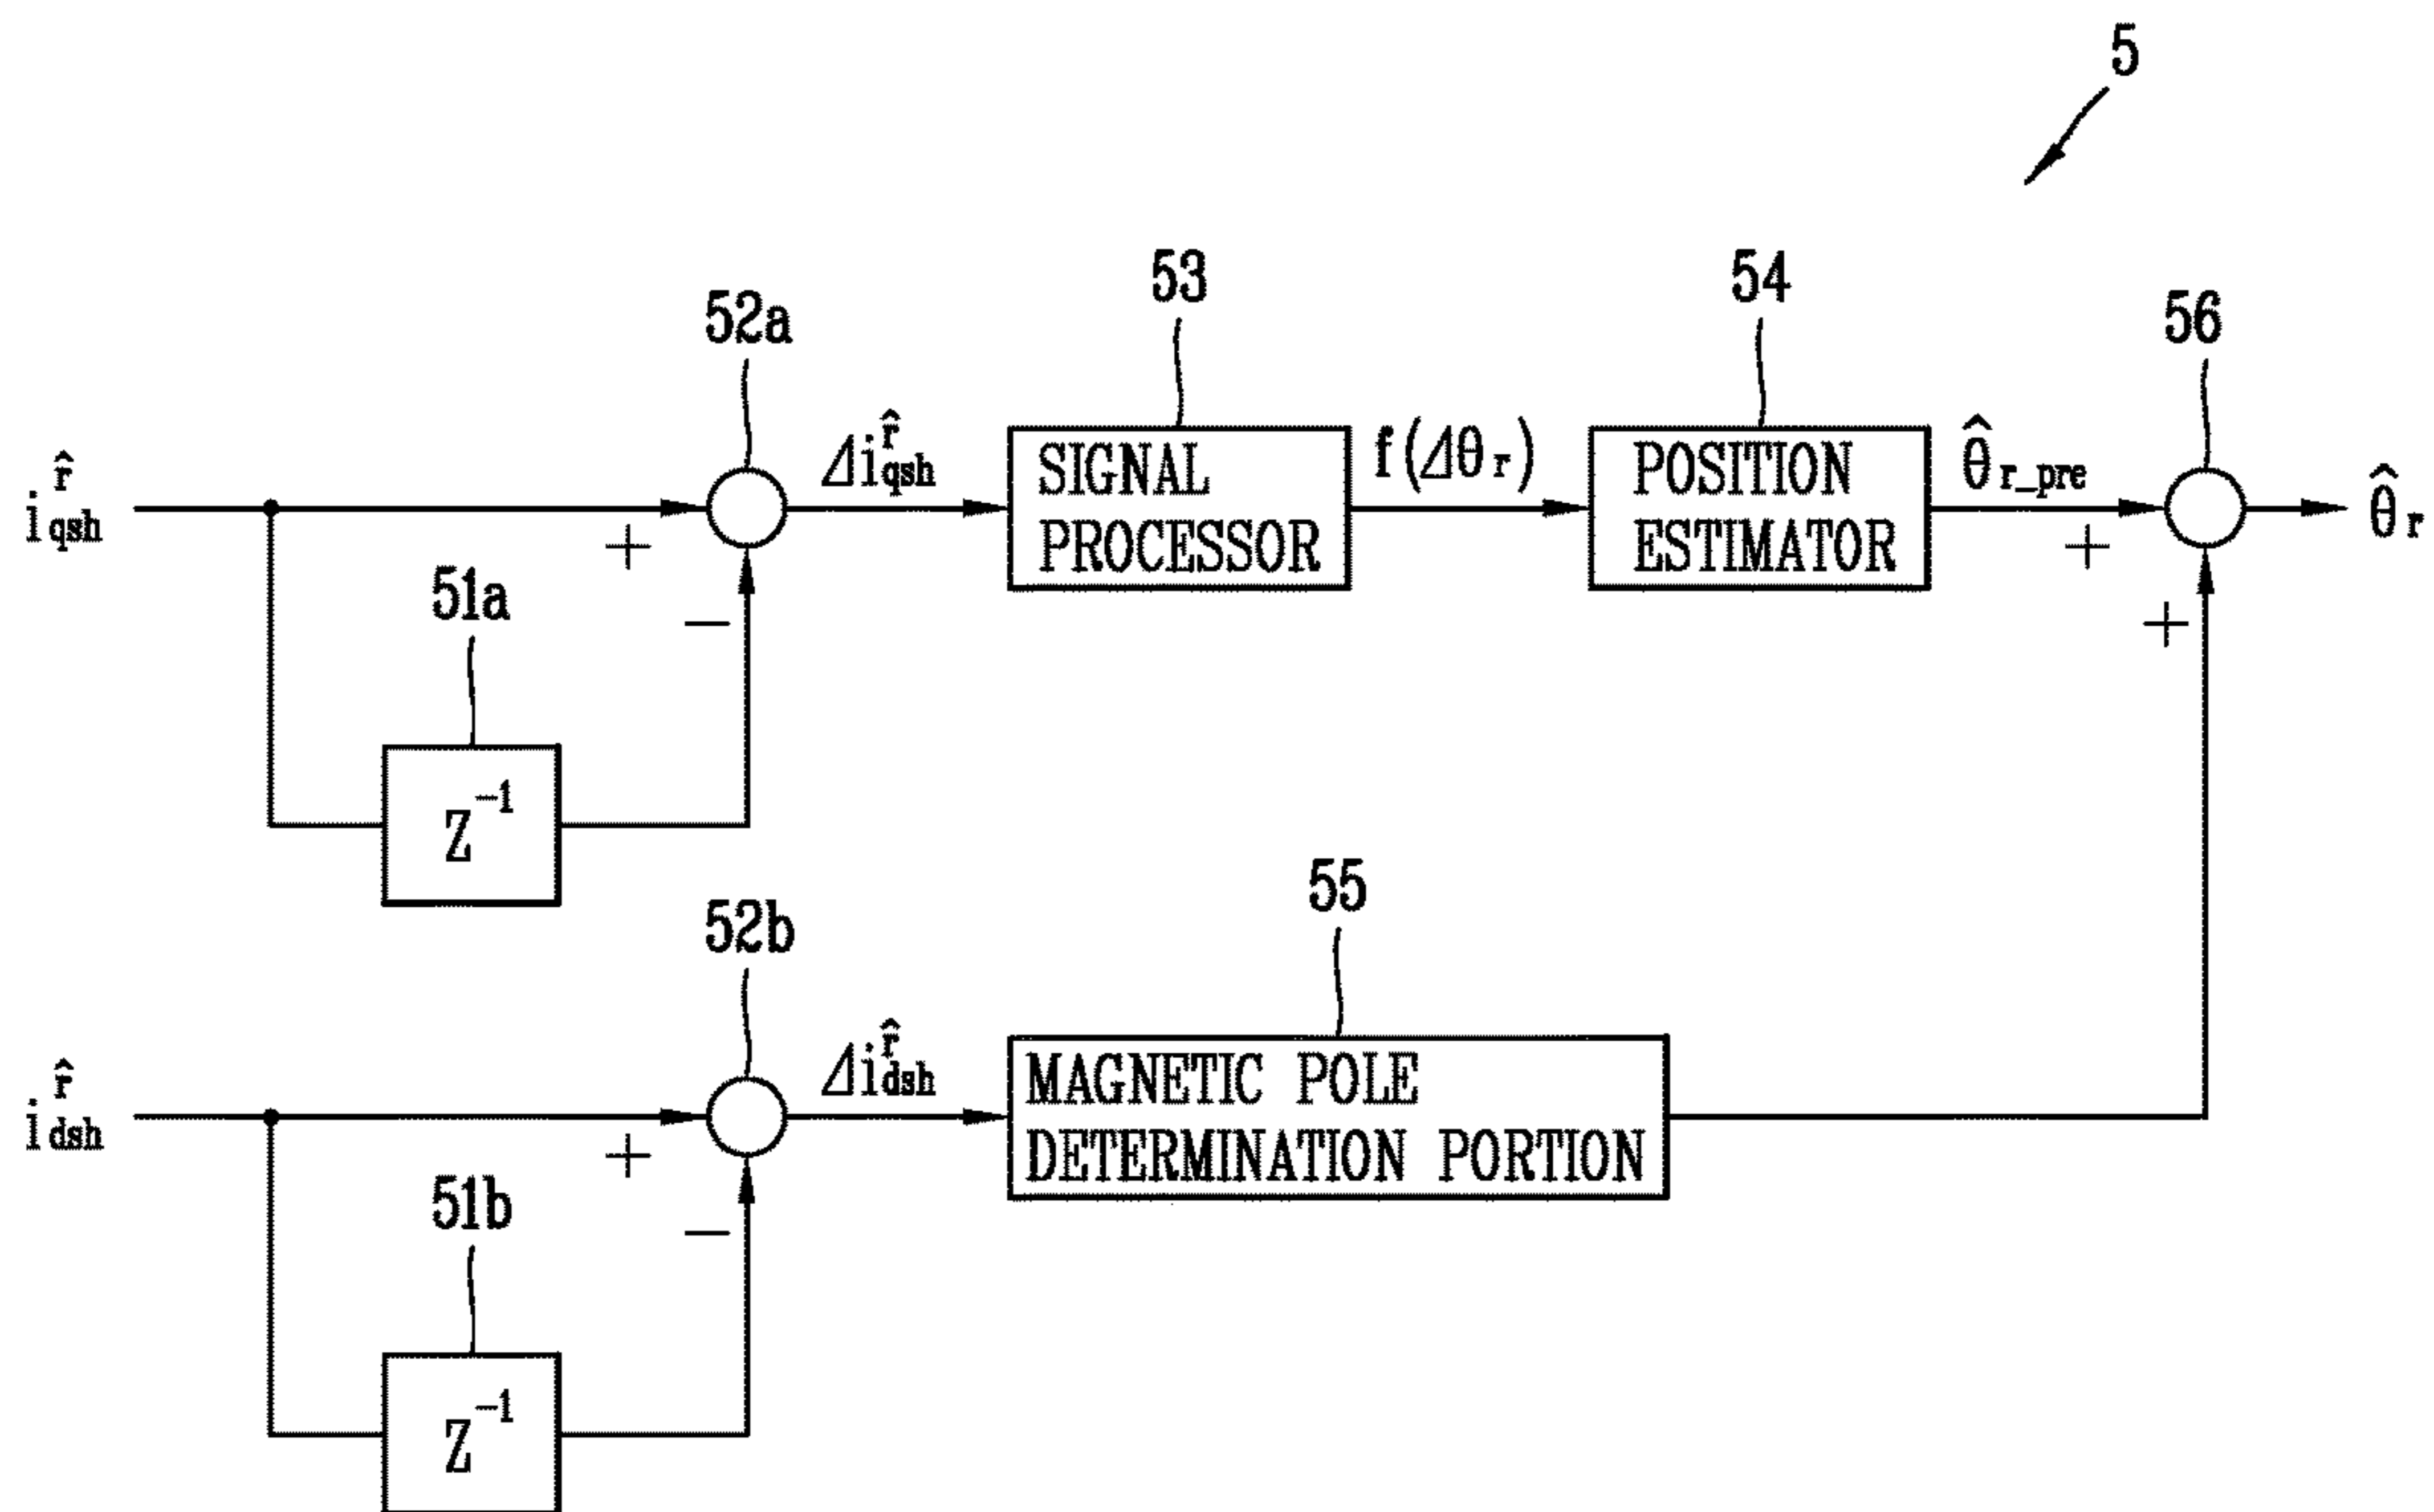 5
53
54
52a
56
Δi r̂ qsh
f(Δθr)
θ̂r_pre
i r̂ qsh
SIGNAL
PROCESSOR
POSITION
ESTIMATOR
θ̂r
+
−
+
+
51a
Z⁻¹
52b
55
Δi r̂ dsh
i r̂ dsh
MAGNETIC POLE
DETERMINATION PORTION
+
−
51b
Z⁻¹